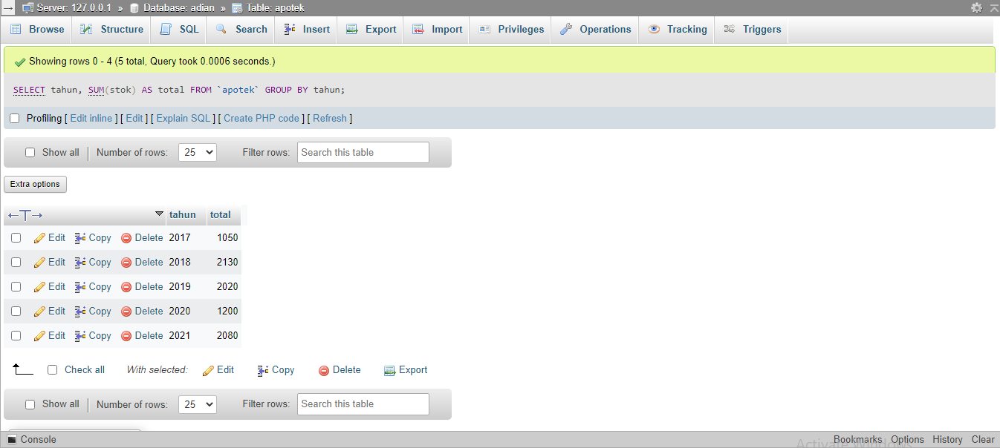 Server: 127.0.0.1 » Database: adian » Table: apotek
Browse Structure SQL Search Insert Export Import Privileges Operations Tracking Triggers
Showing rows 0 - 4 (5 total, Query took 0.0006 seconds.)
SELECT tahun, SUM(stok) AS total FROM `apotek` GROUP BY tahun;
Profiling [ Edit inline ] [ Edit ] [ Explain SQL ] [ Create PHP code ] [ Refresh ]
Show all Number of rows: 25 Filter rows: Search this table
Extra options
tahun total
Edit Copy Delete 2017 1050
Edit Copy Delete 2018 2130
Edit Copy Delete 2019 2020
Edit Copy Delete 2020 1200
Edit Copy Delete 2021 2080
Check all With selected: Edit Copy Delete Export
Show all Number of rows: 25 Filter rows: Search this table
Console Bookmarks Options History Clear
Activate Windows